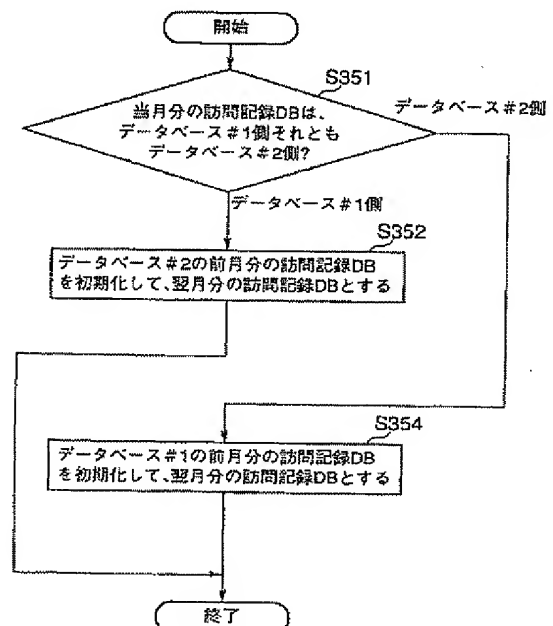 開始
S351
当月分の訪問記録DBは、
データベース#1側それとも
データベース#2側?
データベース#2側
データベース#1側
S352
データベース#2の前月分の訪問記録DB
を初期化して、翌月分の訪問記録DBとする
S354
データベース#1の前月分の訪問記録DB
を初期化して、翌月分の訪問記録DBとする
終了